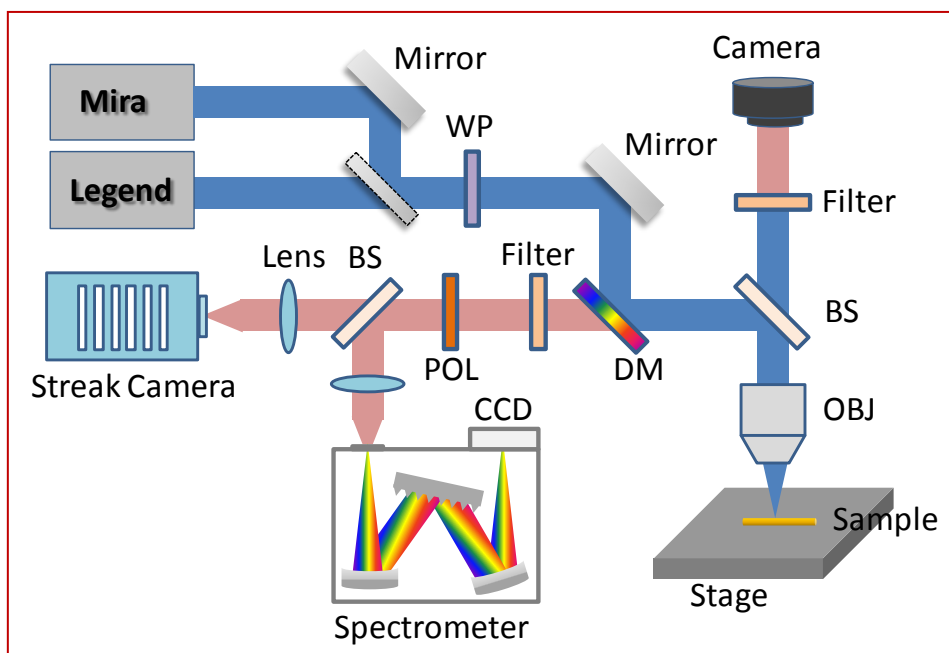 Camera
Mirror
Mira
WP
Mirror
Legend
Filter
Lens
BS
Filter
BS
Streak Camera
POL
DM
OBJ
CCD
Sample
Stage
Spectrometer